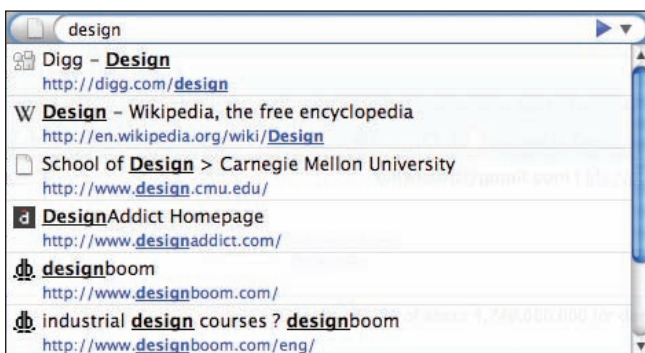 design
Digg – Design
http://digg.com/design
W Design – Wikipedia, the free encyclopedia
http://en.wikipedia.org/wiki/Design
School of Design > Carnegie Mellon University
http://www.design.cmu.edu/
a DesignAddict Homepage
http://www.designaddict.com/
db designboom
http://www.designboom.com/
db industrial design courses ? designboom
http://www.designboom.com/eng/